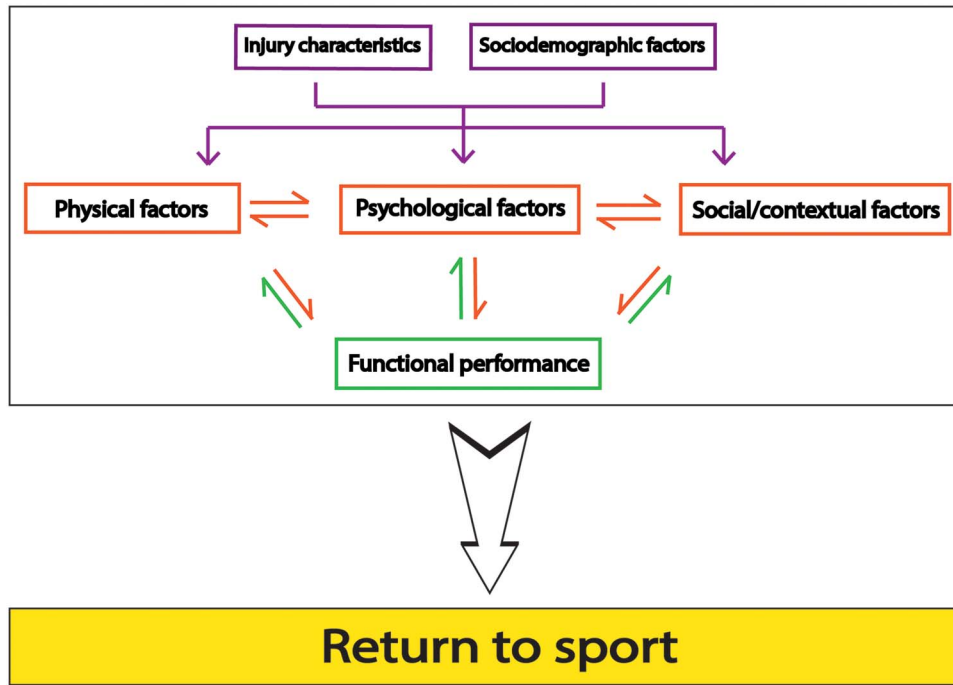 Injury characteristics
Sociodemographic factors
Physical factors
Psychological factors
Social/contextual factors
Functional performance
Return to sport